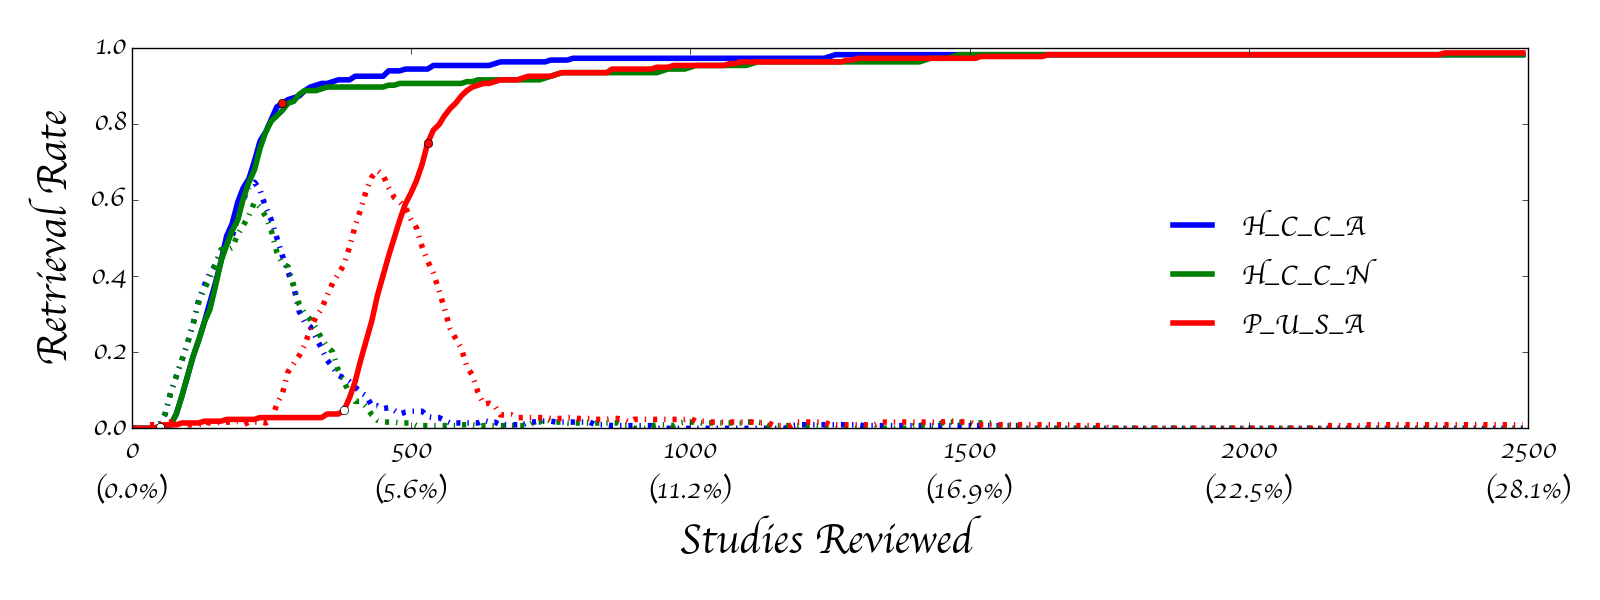 Retrieval Rate
1.0
0.8
0.6
0.4
0.2
0.0
0 500 1000 1500 2000 2500
(0.0%) (5.6%) (11.2%) (16.9%) (22.5%) (28.1%)
Studies Reviewed
H_C_C_A
H_C_C_N
P_U_S_A